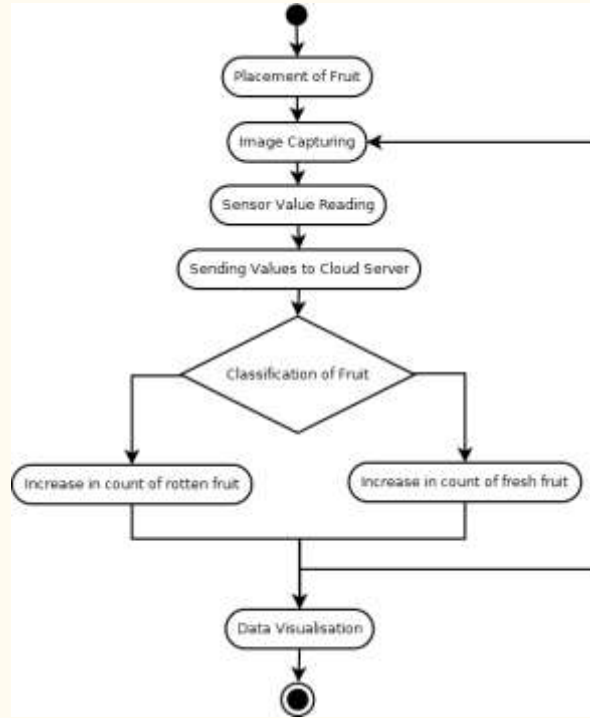 Placement of Fruit
Image Capturing
Sensor Value Reading
Sending Values to Cloud Server
Classification of Fruit
Increase in count of rotten fruit
Increase in count of fresh fruit
Data Visualisation